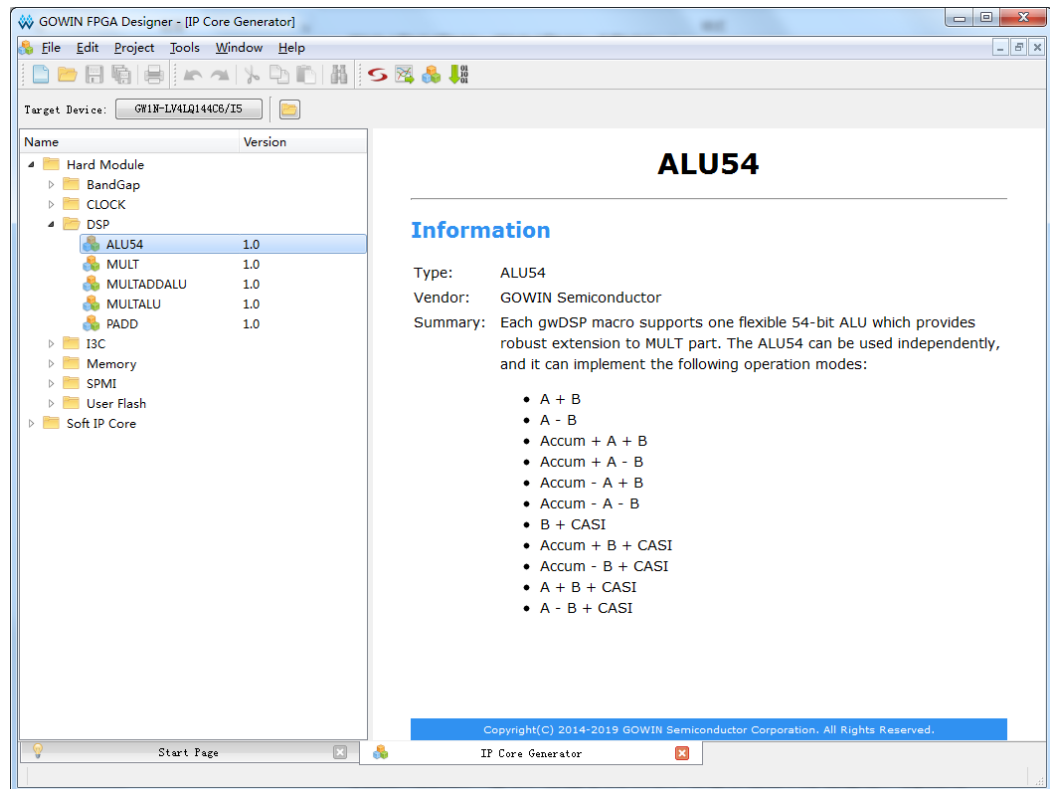 GOWIN FPGA Designer - [IP Core Generator]
File Edit Project Tools Window Help
Target Device: GW1N-LV4LQ144C6/I5
Name Version
Hard Module
BandGap
CLOCK
DSP
ALU54 1.0
MULT 1.0
MULTADDALU 1.0
MULTALU 1.0
PADD 1.0
I3C
Memory
SPMI
User Flash
Soft IP Core
ALU54
Information
Type: ALU54
Vendor: GOWIN Semiconductor
Summary: Each gwDSP macro supports one flexible 54-bit ALU which provides
robust extension to MULT part. The ALU54 can be used independently,
and it can implement the following operation modes:
• A + B
• A - B
• Accum + A + B
• Accum + A - B
• Accum - A + B
• Accum - A - B
• B + CASI
• Accum + B + CASI
• Accum - B + CASI
• A + B + CASI
• A - B + CASI
Copyright(C) 2014-2019 GOWIN Semiconductor Corporation. All Rights Reserved.
Start Page IP Core Generator